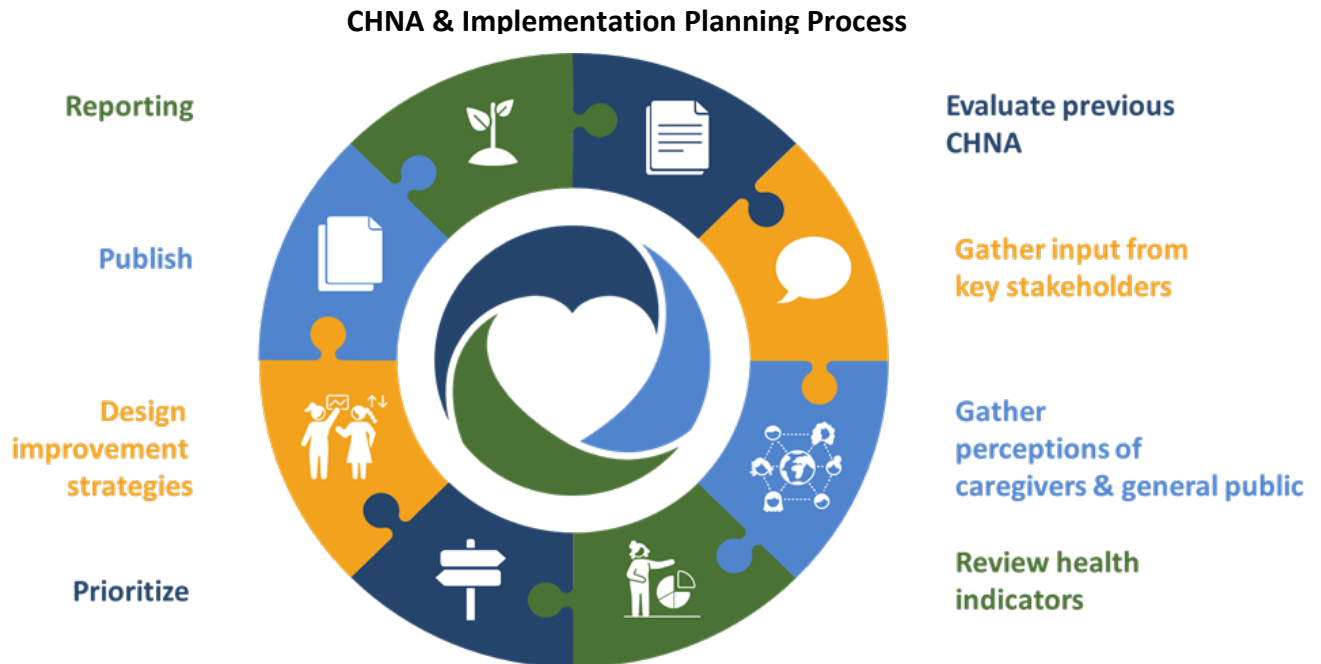 CHNA & Implementation Planning Process
Reporting
Evaluate previous
CHNA
Publish
Gather input from
key stakeholders
Design
improvement
strategies
Gather
perceptions of
caregivers & general public
Prioritize
Review health
indicators